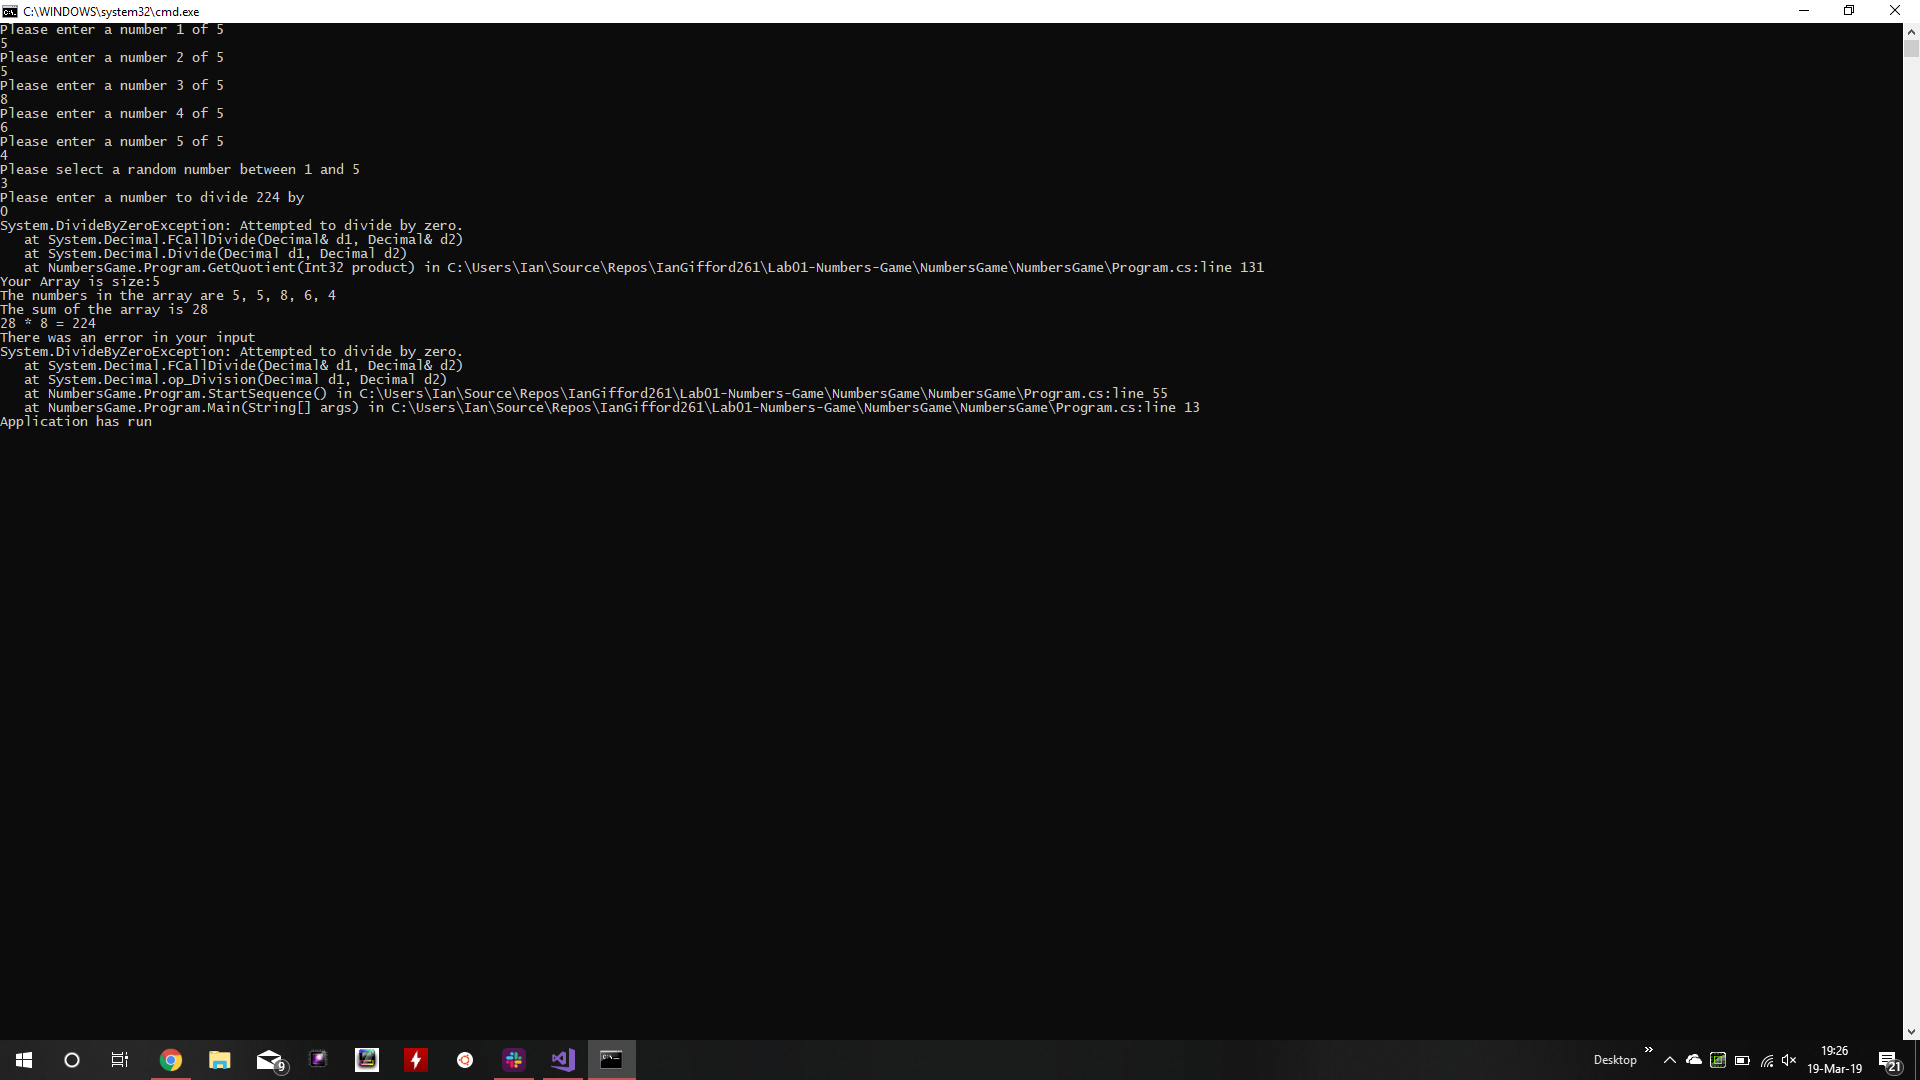 C:\WINDOWS\system32\cmd.exe
Please enter a number 1 of 5
5
Please enter a number 2 of 5
5
Please enter a number 3 of 5
8
Please enter a number 4 of 5
6
Please enter a number 5 of 5
4
Please select a random number between 1 and 5
3
Please enter a number to divide 224 by
0
System.DivideByZeroException: Attempted to divide by zero.
   at System.Decimal.FCallDivide(Decimal& d1, Decimal& d2)
   at System.Decimal.Divide(Decimal d1, Decimal d2)
   at NumbersGame.Program.GetQuotient(Int32 product) in C:\Users\Ian\Source\Repos\IanGifford261\Lab01-Numbers-Game\NumbersGame\NumbersGame\Program.cs:line 131
Your Array is size:5
The numbers in the array are 5, 5, 8, 6, 4
The sum of the array is 28
28 * 8 = 224
There was an error in your input
System.DivideByZeroException: Attempted to divide by zero.
   at System.Decimal.FCallDivide(Decimal& d1, Decimal& d2)
   at System.Decimal.op_Division(Decimal d1, Decimal d2)
   at NumbersGame.Program.StartSequence() in C:\Users\Ian\Source\Repos\IanGifford261\Lab01-Numbers-Game\NumbersGame\NumbersGame\Program.cs:line 55
   at NumbersGame.Program.Main(String[] args) in C:\Users\Ian\Source\Repos\IanGifford261\Lab01-Numbers-Game\NumbersGame\NumbersGame\Program.cs:line 13
Application has run
9
Desktop
19:26
19-Mar-19
21